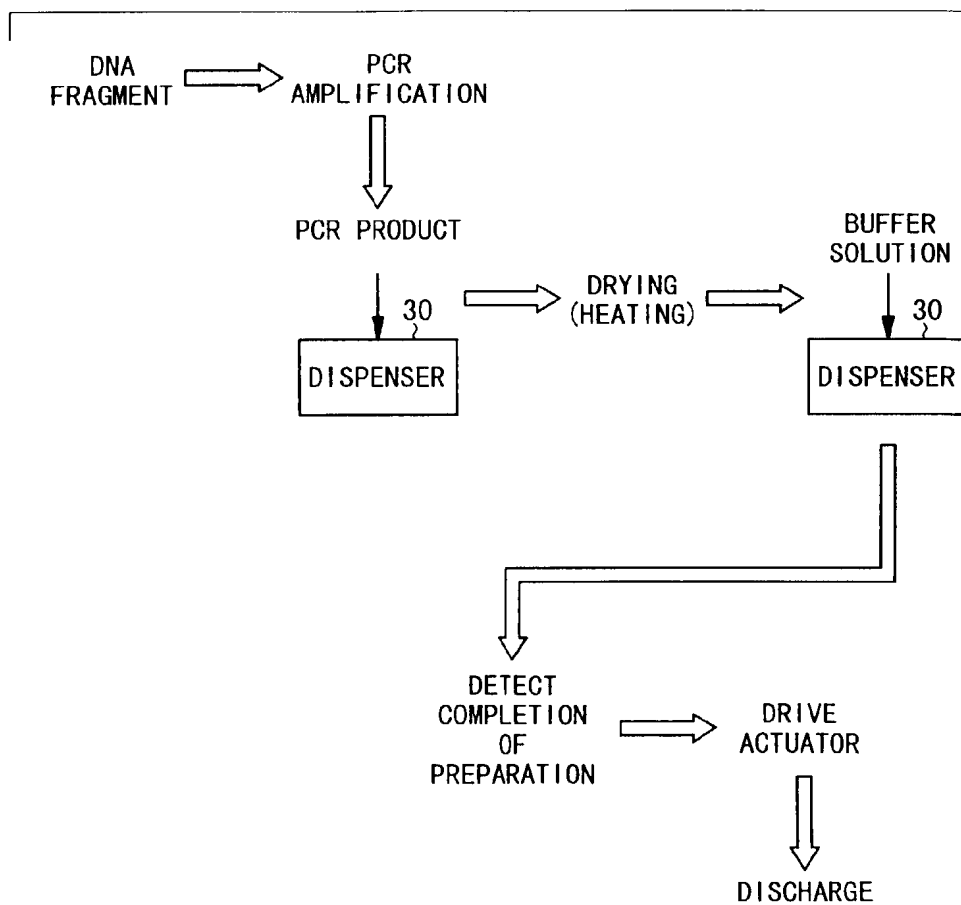 DNA
FRAGMENT
PCR
AMPLIFICATION
PCR PRODUCT
30
DISPENSER
DRYING
(HEATING)
BUFFER
SOLUTION
30
DISPENSER
DETECT
COMPLETION
OF
PREPARATION
DRIVE
ACTUATOR
DISCHARGE